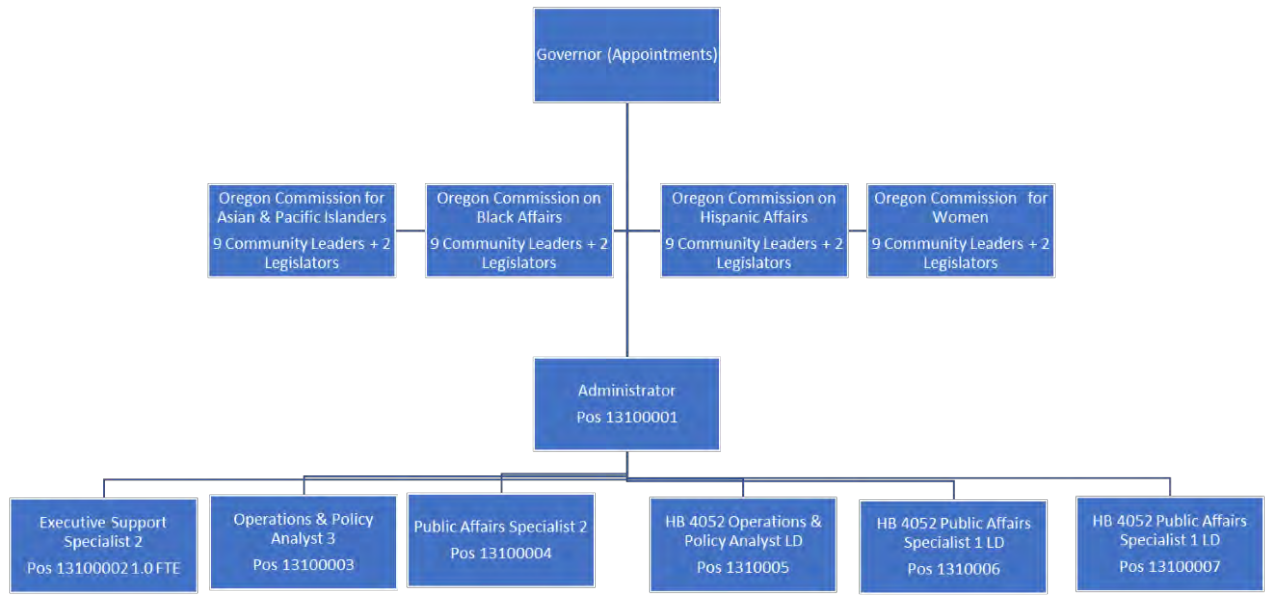 Governor (Appointments)
Oregon Commission for
Asian & Pacific Islanders
9 Community Leaders + 2
Legislators
Oregon Commission on
Black Affairs
9 Community Leaders + 2
Legislators
Oregon Commission on
Hispanic Affairs
9 Community Leaders + 2
Legislators
Oregon Commission for
Women
9 Community Leaders + 2
Legislators
Administrator
Pos 13100001
Executive Support
Specialist 2
Pos 13100002 1.0 FTE
Operations & Policy
Analyst 3
Pos 13100003
Public Affairs Specialist 2
Pos 13100004
HB 4052 Operations &
Policy Analyst LD
Pos 1310005
HB 4052 Public Affairs
Specialist 1 LD
Pos 1310006
HB 4052 Public Affairs
Specialist 1 LD
Pos 13100007